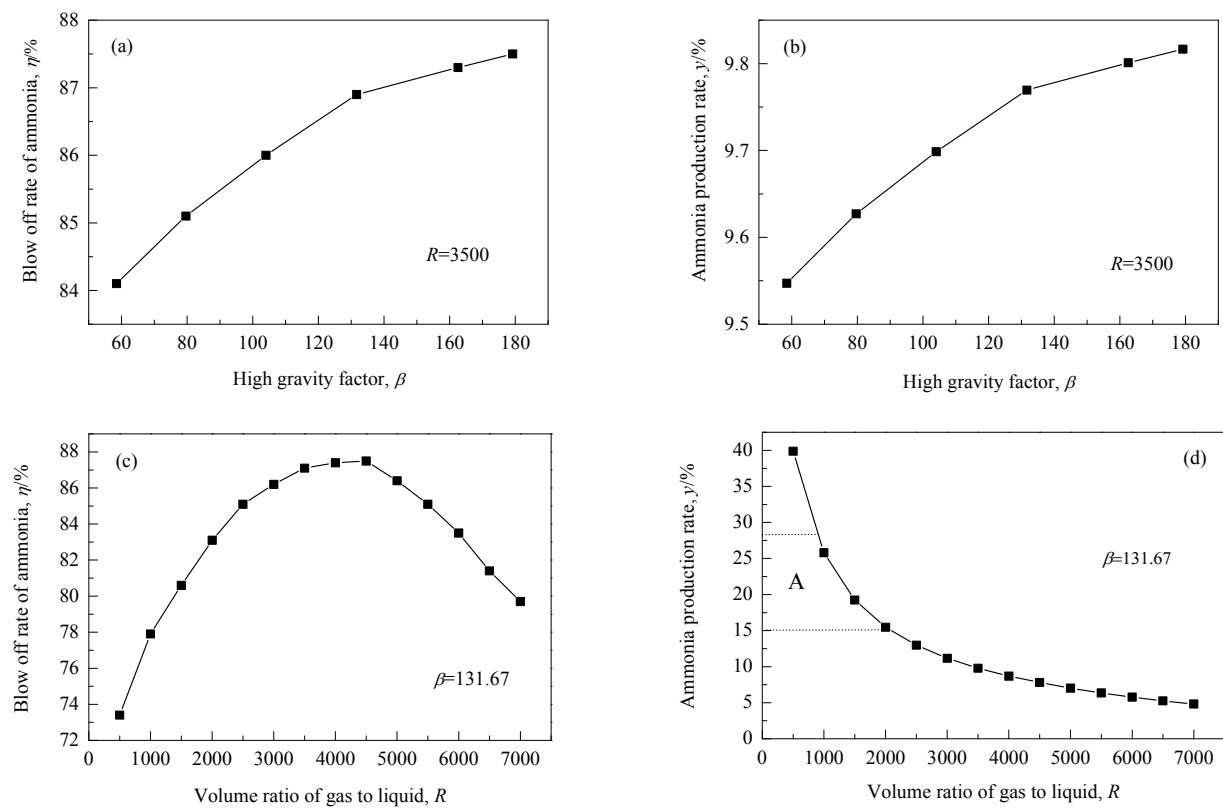 (a)
Blow off rate of ammonia, η/%
88
87
86
85
84
R=3500
60 80 100 120 140 160 180
High gravity factor, β
(b)
Ammonia production rate, y/%
9.8
9.7
9.6
9.5
R=3500
60 80 100 120 140 160 180
High gravity factor, β
(c)
Blow off rate of ammonia, η/%
88
86
84
82
80
78
76
74
72
β=131.67
0 1000 2000 3000 4000 5000 6000 7000
Volume ratio of gas to liquid, R
(d)
Ammonia production rate, y/%
40
35
30
25
20
15
10
5
0
β=131.67
A
0 1000 2000 3000 4000 5000 6000 7000
Volume ratio of gas to liquid, R